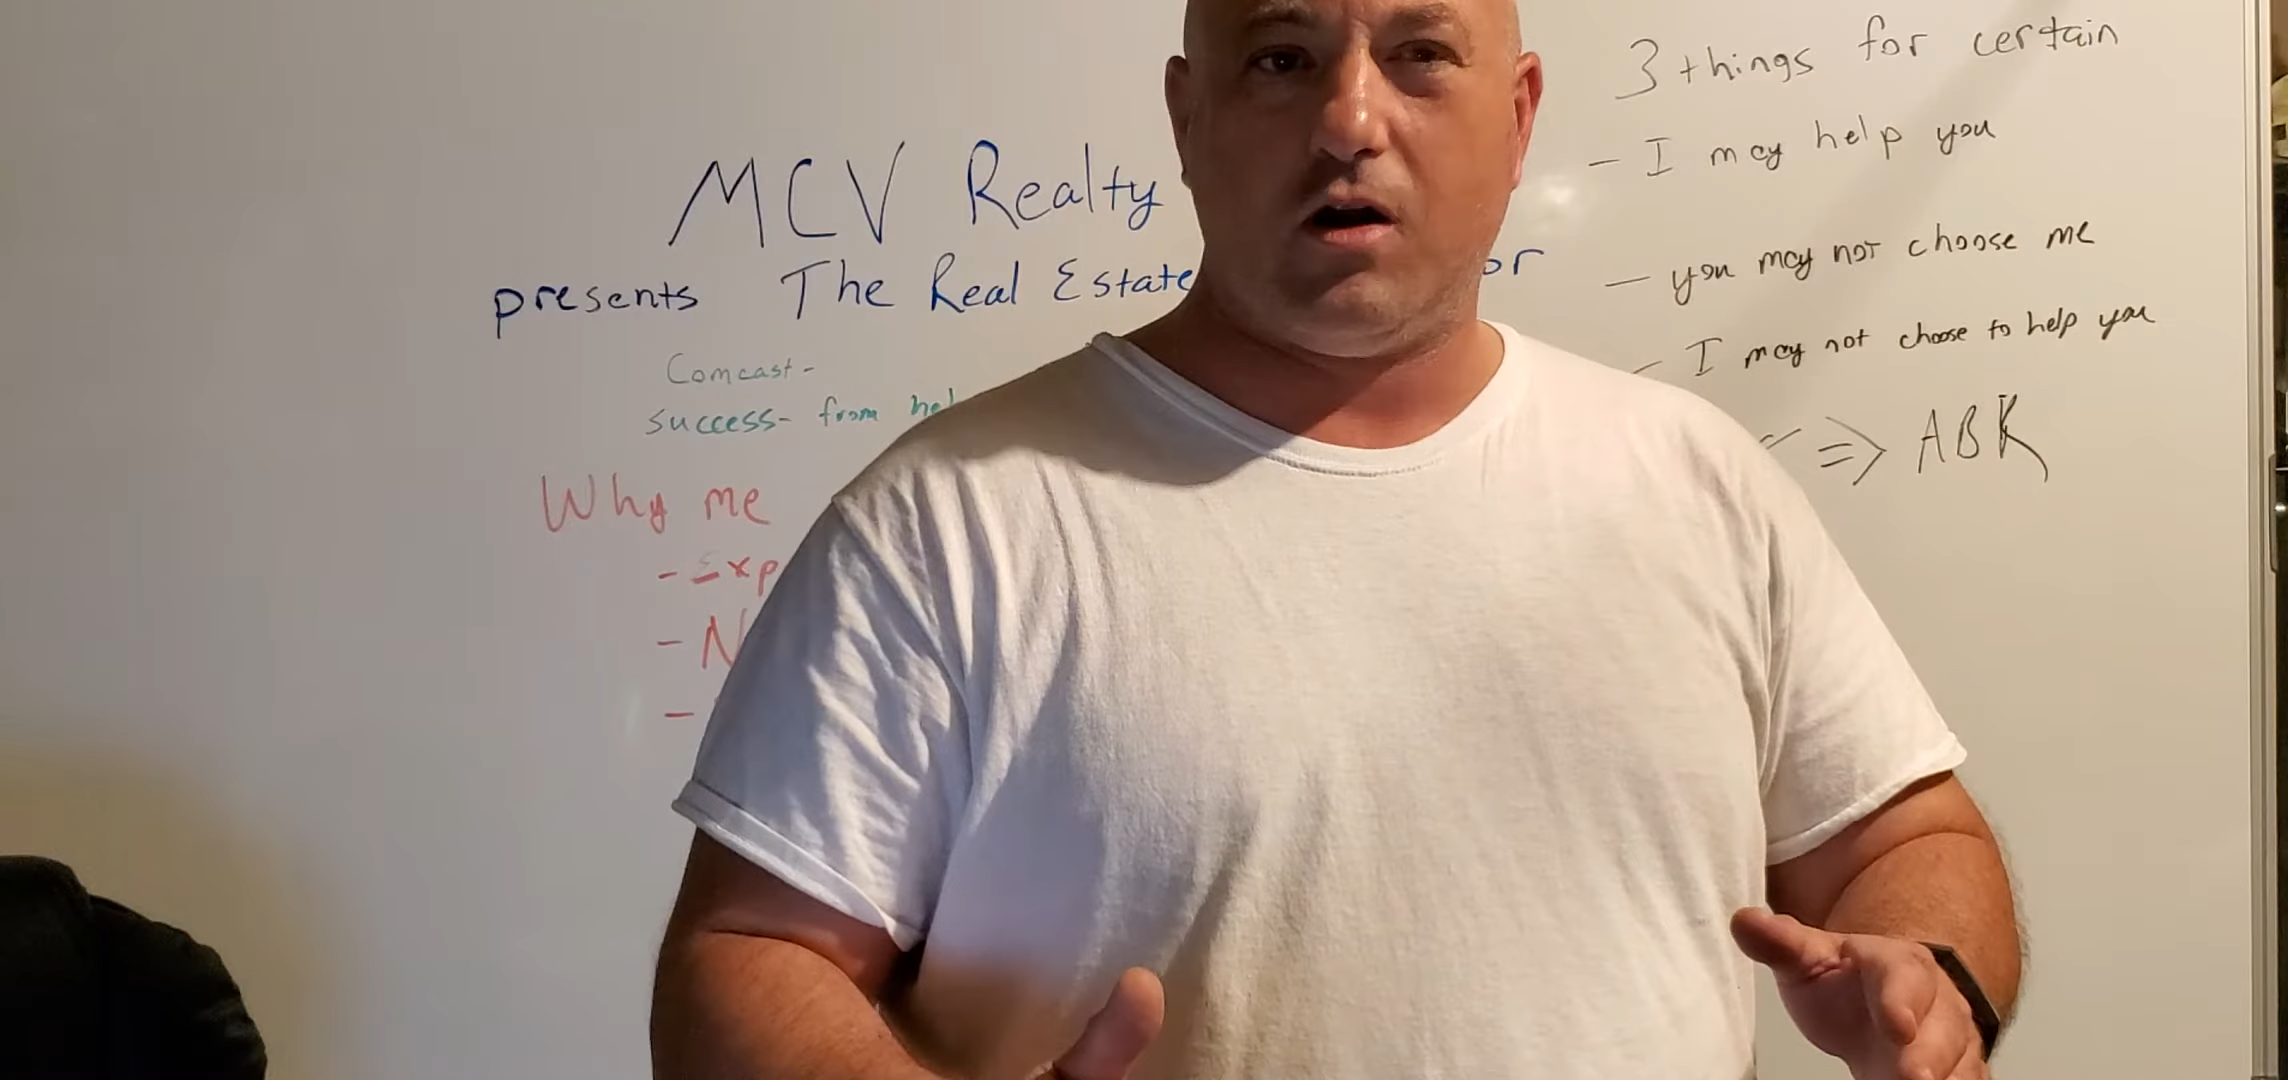 MCV Realty
presents The Real Estate
Comcast-
success- from
Why me
- Exp
- N
-
3 things for certain
- I may help you
- you may not choose me
- I may not choose to help you
=> ABK